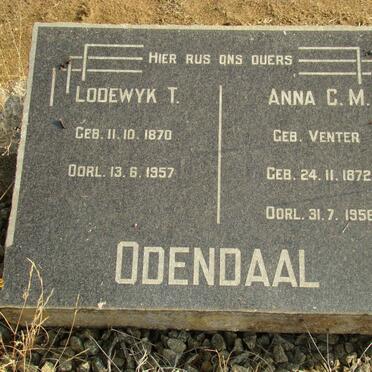 HIER RUS ONS OUERS
LODEWYK T.
GEB. 11.10.1870
OORL. 13.6.1957
ANNA C.M.
GEB. VENTER
GEB. 24.11.1872
OORL. 31.7.1956
ODENDAAL